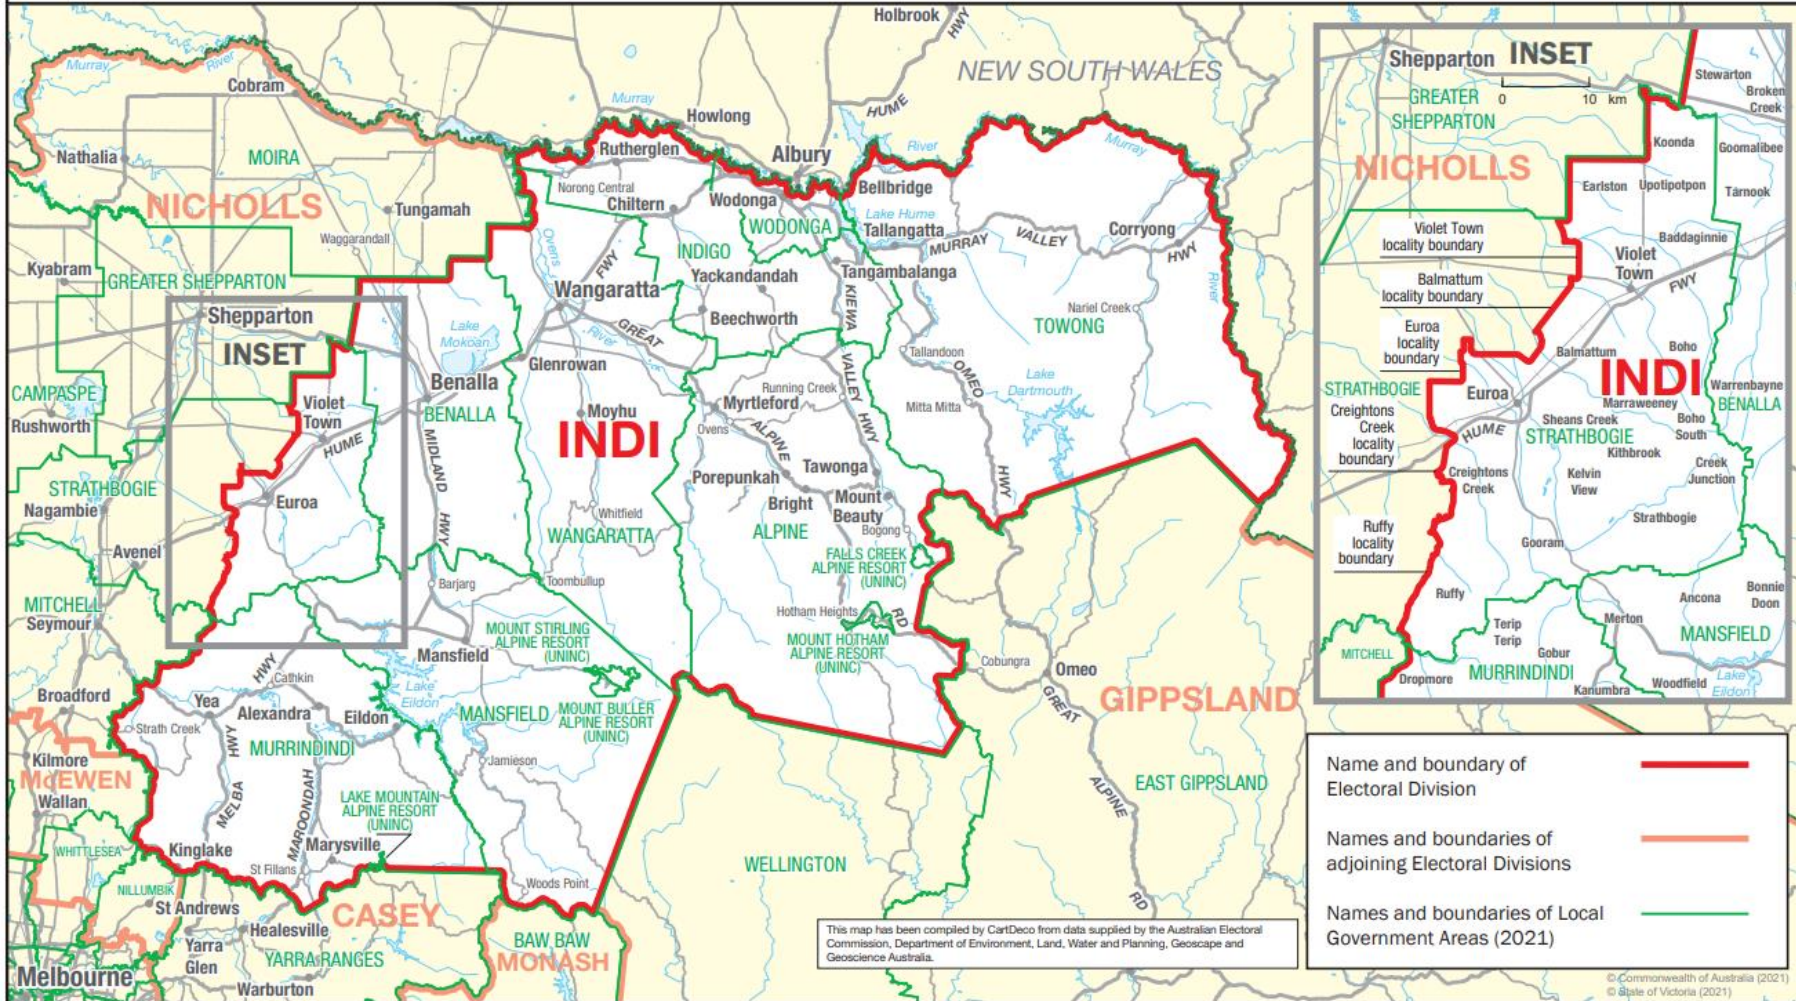 Holbrook
HWY
NEW SOUTH WALES
HUME
Murray
River
Cobram
Murray
Howlong
Nathalia
MOIRA
Rutherglen
Albury
River
Murray
NICHOLLS
Norong Central
Chiltern
Wodonga
Bellbridge
Tungamah
WODONGA
Lake Hume
Tallangatta
Corryong
Waggarandall
Ovens
FWY
INDIGO
MURRAY
VALLEY
HWY
Kyabram
GREATER SHEPPARTON
Wangaratta
Yackandandah
Tangambalanga
KIEWA
River
Shepparton
Lake
Mokoan
River
GREAT
Beechworth
Nariel Creek
TOWONG
INSET
Glenrowan
Tallandoon
OMEO
CAMPASPE
Benalla
VALLEY
Running Creek
Lake
Dartmouth
Rushworth
Violet
Town
BENALLA
Moyhu
Myrtleford
HWY
Mitta Mitta
HUME
MIDLAND
INDI
Ovens
ALPINE
STRATHBOGIE
Nagambie
Euroa
Porepunkah
Tawonga
HWY
HWY
Whitfield
Bright
Mount
Beauty
Avenel
WANGARATTA
ALPINE
Bogong
FALLS CREEK
ALPINE RESORT
(UNINC)
Barjarg
Toombullup
MITCHELL
Seymour
Hotham Heights
RD
MOUNT STIRLING
ALPINE RESORT
(UNINC)
MOUNT HOTHAM
ALPINE RESORT
(UNINC)
Mansfield
HWY
Cathkin
Cobungra
Omeo
Broadford
Yea
Lake
Eildon
GREAT
GIPPSLAND
Alexandra
Eildon
MANSFIELD
MOUNT BULLER
ALPINE RESORT
(UNINC)
Strath Creek
HWY
MURRINDINDI
Kilmore
McEWEN
Jamieson
ALPINE
EAST GIPPSLAND
Wallan
MELBA
MAROONDAH
LAKE MOUNTAIN
ALPINE RESORT
(UNINC)
WHITTLESEA
Kinglake
Marysville
WELLINGTON
St Fillans
Woods Point
RD
NILLUMBIK
St Andrews
CASEY
Healesville
Yarra
Glen
YARRA RANGES
BAW BAW
MONASH
Melbourne
Warburton
Shepparton
INSET
0 10 km
Stewarton
Broken
Creek
GREATER
SHEPPARTON
Koonda
Goomalibee
NICHOLLS
Earlston
Upotipotpon
Tarnook
Violet Town
locality boundary
Baddaginnie
Violet
Town
Balmattum
locality boundary
FWY
Euroa
locality
boundary
Balmattum
Boho
INDI
STRATHBOGIE
Euroa
Warrenbayne
BENALLA
Marraweeney
Creightons
Creek
locality
boundary
HUME
Sheans Creek
Boho
South
STRATHBOGIE
Kithbrook
Creightons
Creek
Kelvin
View
Creek
Junction
Strathbogie
Ruffy
locality
boundary
Gooram
Ruffy
Ancona
Bonnie
Doon
Merton
Terip
Terip
MANSFIELD
MITCHELL
Gobur
MURRINDINDI
Dropmore
Kanumbra
Woodfield
Lake
Eildon
Name and boundary of
Electoral Division
Names and boundaries of
adjoining Electoral Divisions
Names and boundaries of Local
Government Areas (2021)
This map has been compiled by CartDeco from data supplied by the Australian Electoral
Commission, Department of Environment, Land, Water and Planning, Geoscape and
Geoscience Australia.
© Commonwealth of Australia (2021)
© State of Victoria (2021)